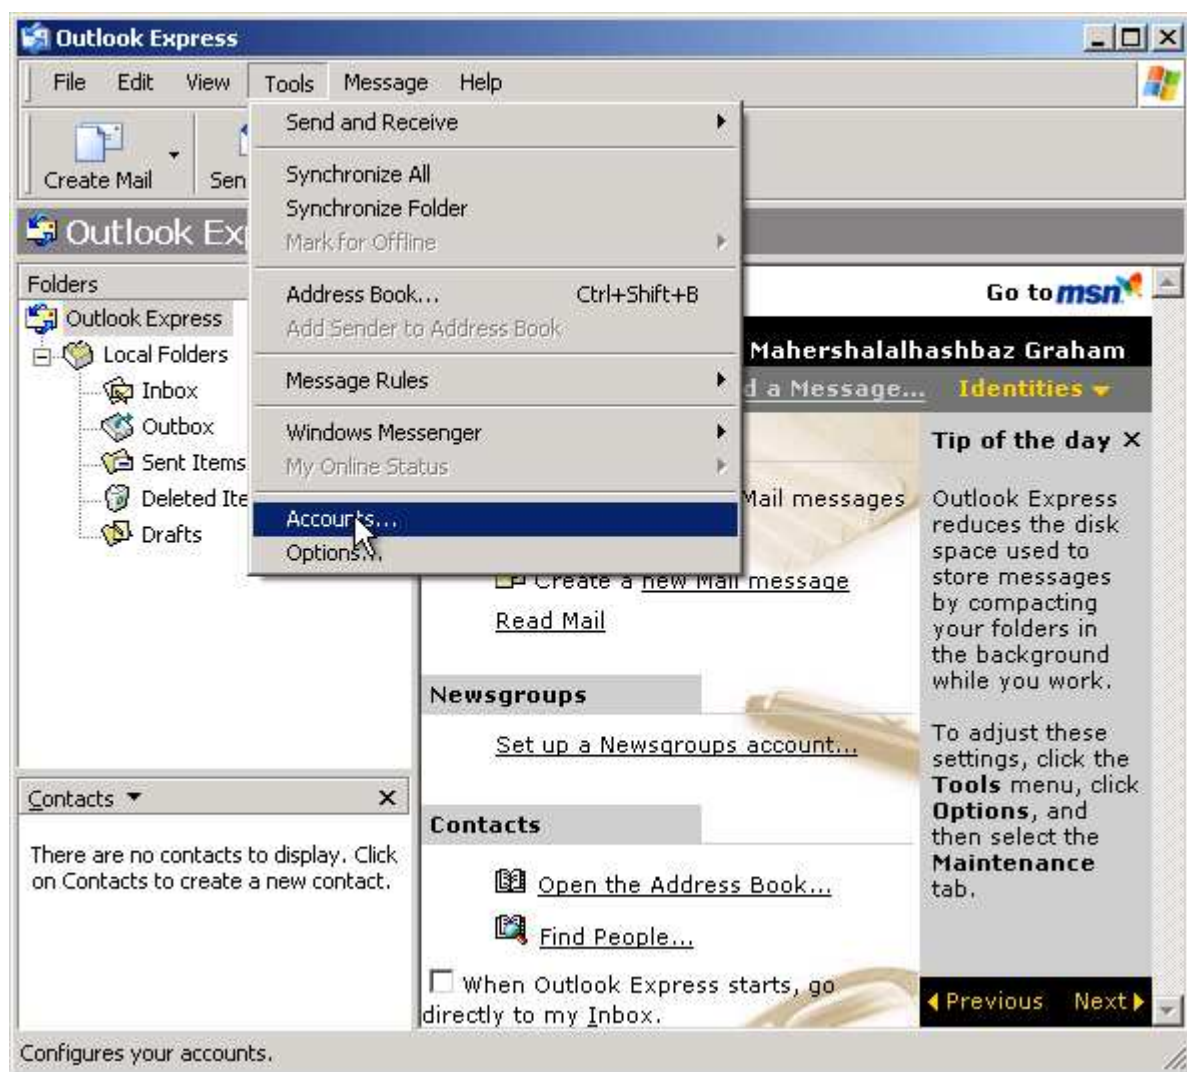 Outlook Express
File Edit View Tools Message Help
Create Mail
Sen
Send and Receive
Synchronize All
Synchronize Folder
Mark for Offline
Address Book... Ctrl+Shift+B
Add Sender to Address Book
Message Rules
Windows Messenger
My Online Status
Accounts...
Options...
Outlook Ex
Folders
Outlook Express
Local Folders
Inbox
Outbox
Sent Items
Deleted Ite
Drafts
Contacts
There are no contacts to display. Click
on Contacts to create a new contact.
Go to msn
Mahershalalhashbaz Graham
d a Message... Identities
Mail messages
Create a new Mail message
Read Mail
Newsgroups
Set up a Newsgroups account...
Contacts
Open the Address Book...
Find People...
When Outlook Express starts, go
directly to my Inbox.
Tip of the day X
Outlook Express
reduces the disk
space used to
store messages
by compacting
your folders in
the background
while you work.
To adjust these
settings, click the
Tools menu, click
Options, and
then select the
Maintenance
tab.
Previous Next
Configures your accounts.